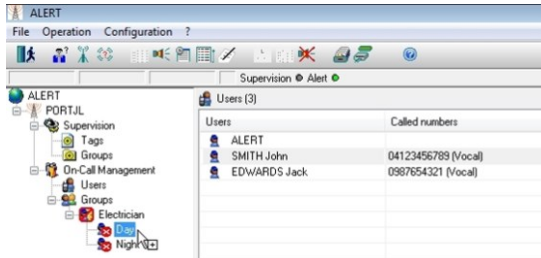 ALERT
File Operation Configuration ?
Supervision Alert
ALERT
PORTJL
Supervision
Tags
Groups
On-Call Management
Users
Groups
Electrician
Day
Night
Users (3)
Users Called numbers
ALERT
SMITH John 04123456789 (Vocal)
EDWARDS Jack 0987654321 (Vocal)